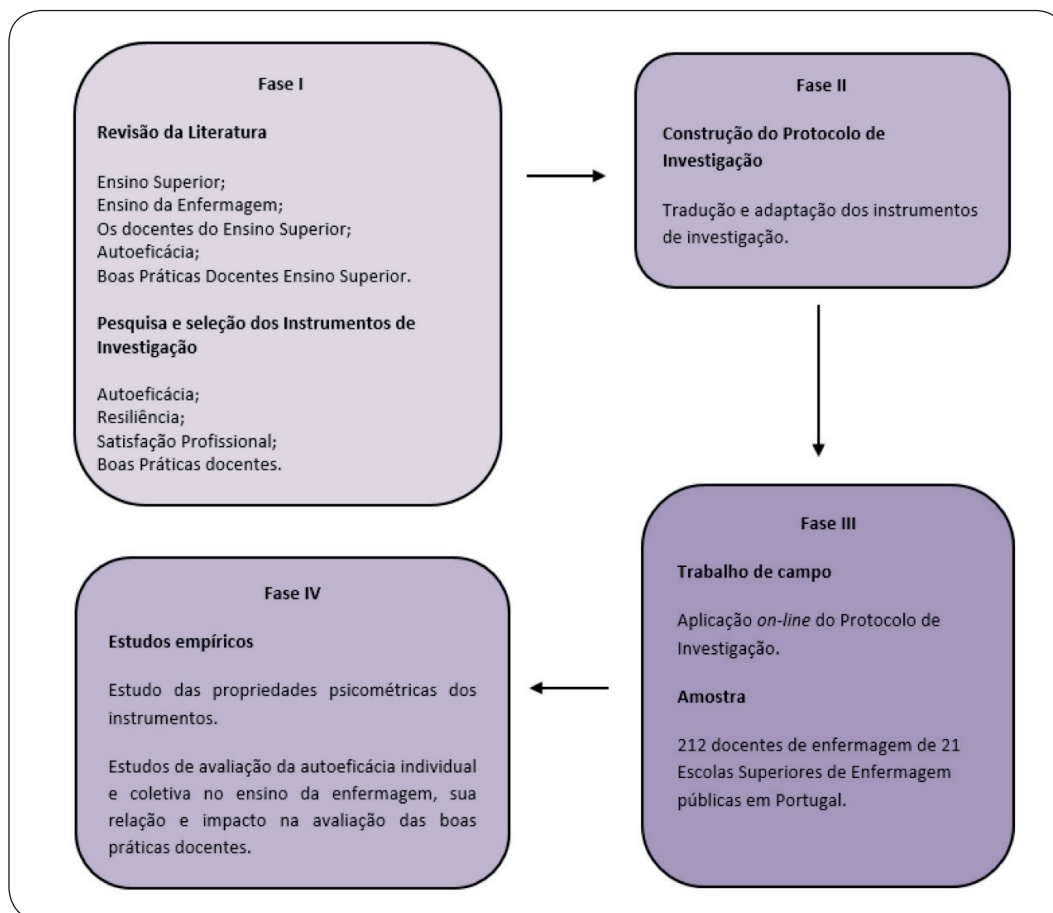 Fase I
Revisão da Literatura
Ensino Superior;
Ensino da Enfermagem;
Os docentes do Ensino Superior;
Autoeficácia;
Boas Práticas Docentes Ensino Superior.
Pesquisa e seleção dos Instrumentos de
Investigação
Autoeficácia;
Resiliência;
Satisfação Profissional;
Boas Práticas docentes.
Fase II
Construção do Protocolo de
Investigação
Tradução e adaptação dos instrumentos
de investigação.
Fase III
Trabalho de campo
Aplicação on-line do Protocolo de
Investigação.
Amostra
212 docentes de enfermagem de 21
Escolas Superiores de Enfermagem
públicas em Portugal.
Fase IV
Estudos empíricos
Estudo das propriedades psicométricas dos
instrumentos.
Estudos de avaliação da autoeficácia individual
e coletiva no ensino da enfermagem, sua
relação e impacto na avaliação das boas
práticas docentes.